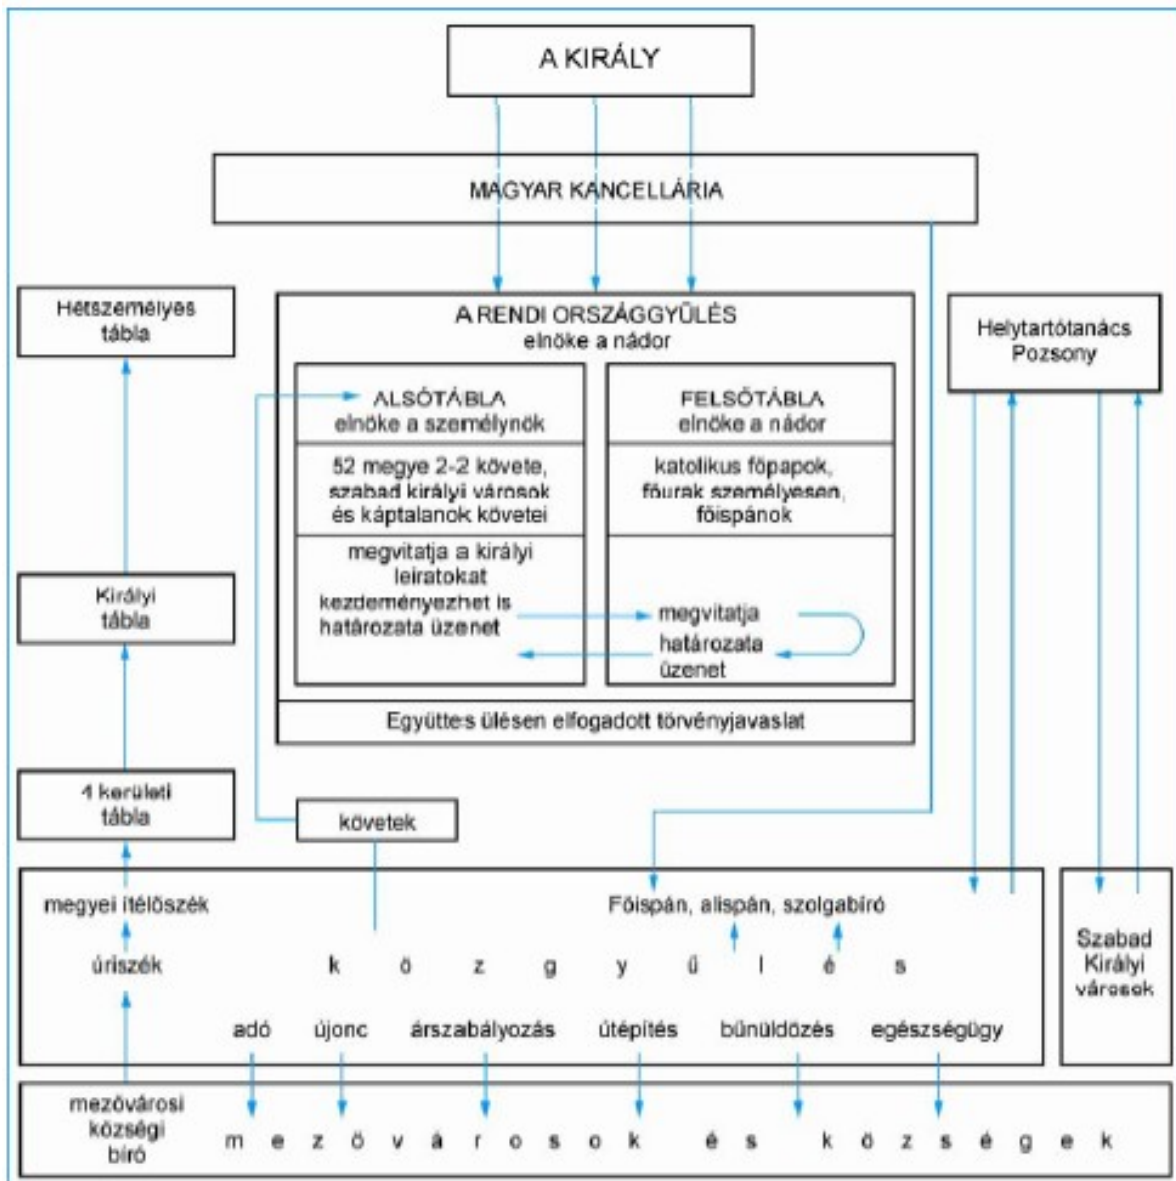 A KIRÁLY
MAGYAR KANCELLÁRIA
Hétszemélyes
tábla
A RENDI ORSZÁGGYŰLÉS
elnöke a nádor
Helytartótanács
Pozsony
ALSÓTÁBLA
elnöke a személynök
FELSŐTÁBLA
elnöke a nádor
52 megye 2-2 követe,
szabad királyi városok
és káptalanok követei
katolikus főpapok,
főurak személyesen,
főispánok
megvitatja a királyi
leiratokat
kezdeményezhet is
határozata üzenet
megvitatja
határozata
üzenet
Királyi
tábla
Együttes ülésen elfogadott törvényjavaslat
4 kerületi
tábla
követek
megyei ítélőszék
Főispán, alispán, szolgabíró
úriszék
k ö z g y ű l é s
Szabad
Királyi
városok
adó újonc árszabályozás útépítés bűnüldözés egészségügy
mezővárosi
községi
bíró
m e z ő v á r o s o k é s k ö z s é g e k